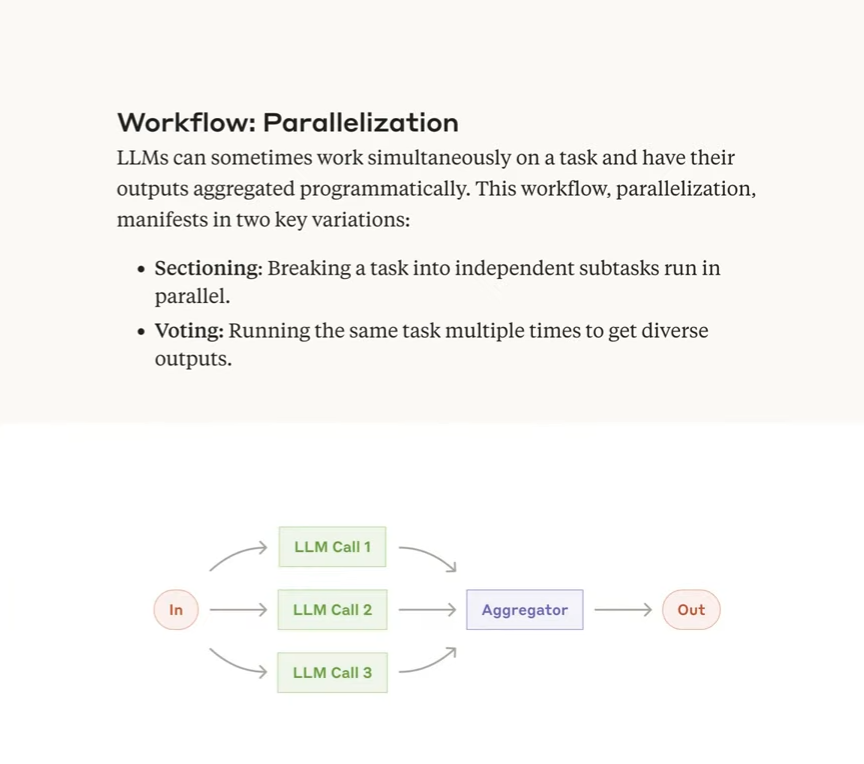 Workflow: Parallelization
LLMs can sometimes work simultaneously on a task and have their
outputs aggregated programmatically. This workflow, parallelization,
manifests in two key variations:
• Sectioning: Breaking a task into independent subtasks run in
parallel.
• Voting: Running the same task multiple times to get diverse
outputs.
LLM Call 1
In
LLM Call 2
Aggregator
Out
LLM Call 3